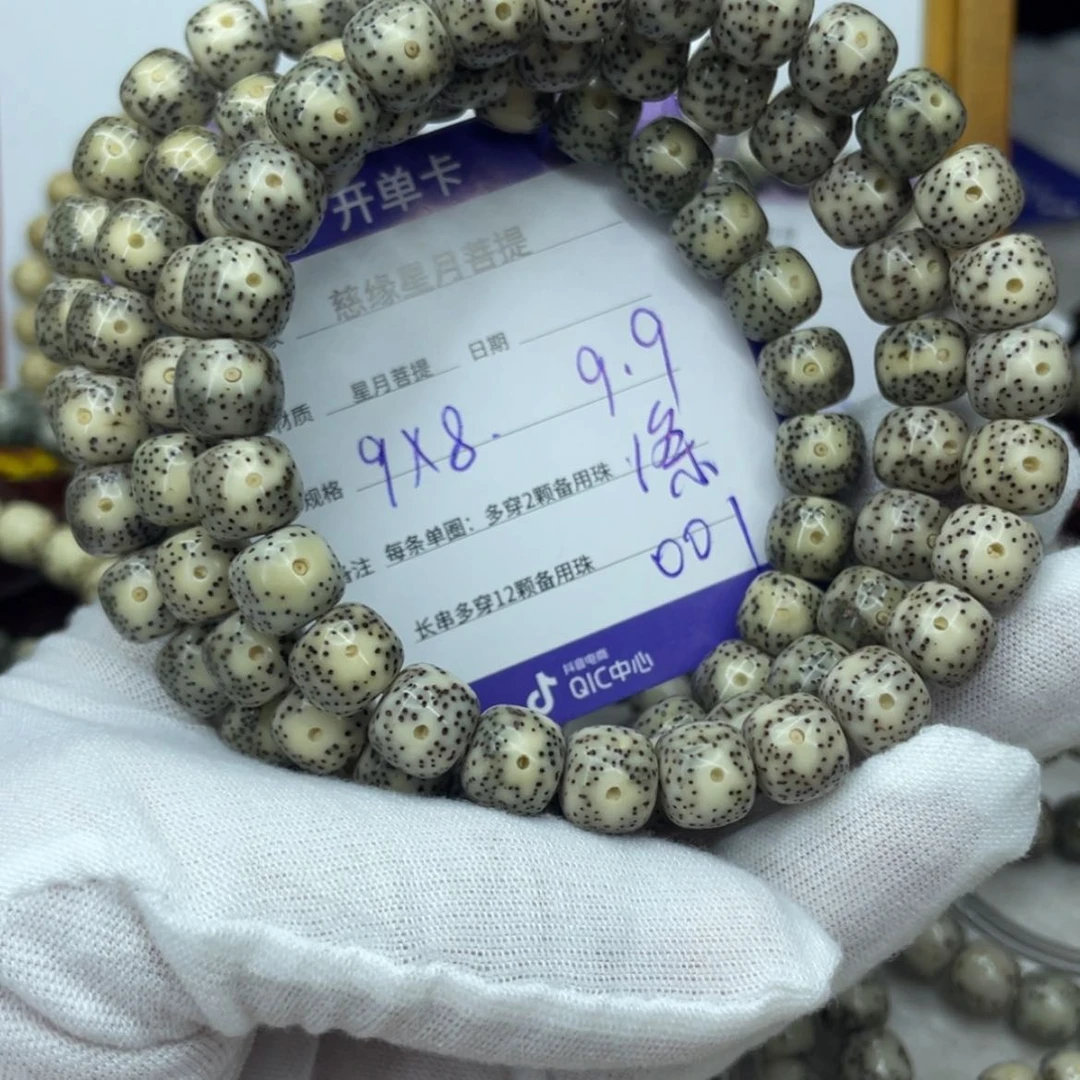 开单卡
慈缘星月菩提
材质 星月菩提 日期
9.9
规格 9X8.
1条
注 每条单圈：多穿2颗备用珠
001
长串多穿12颗备用珠
抖音电商
QIC中心